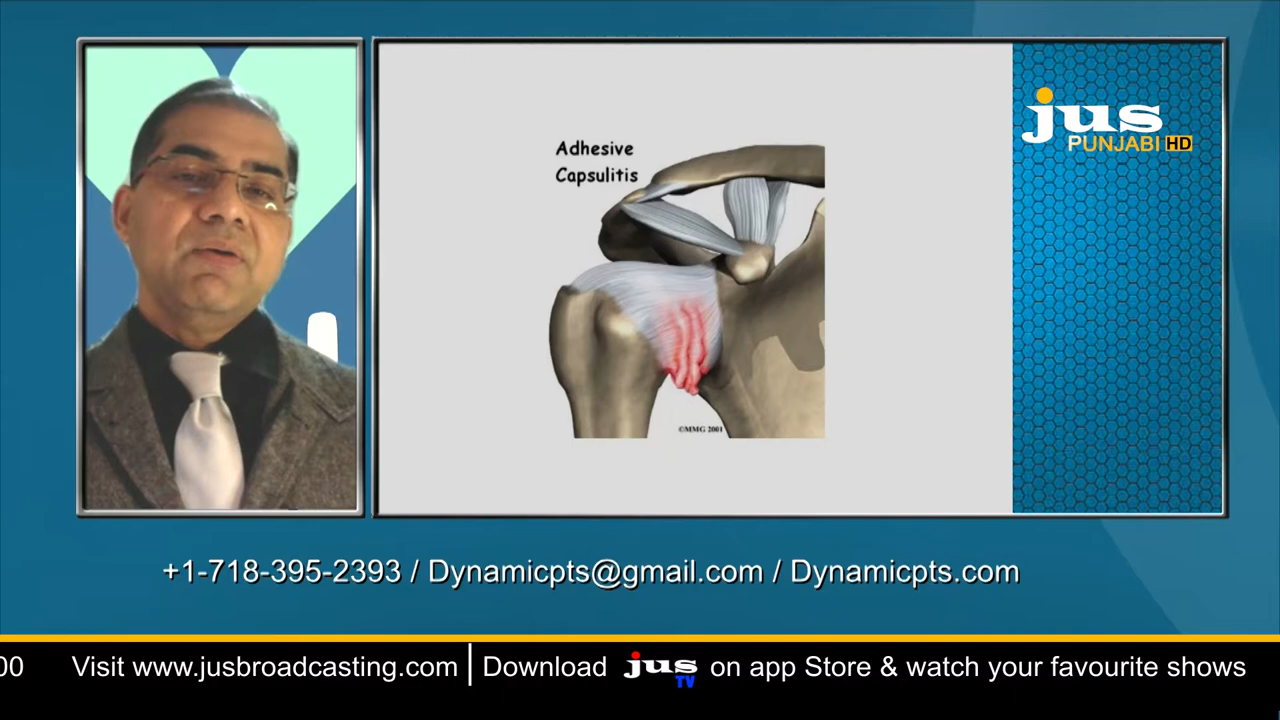 jus
PUNJABI HD
Adhesive
Capsulitis
©MMG 2001
+1-718-395-2393 / Dynamicpts@gmail.com / Dynamicpts.com
00 Visit www.jusbroadcasting.com | Download jus TV on app Store & watch your favourite shows